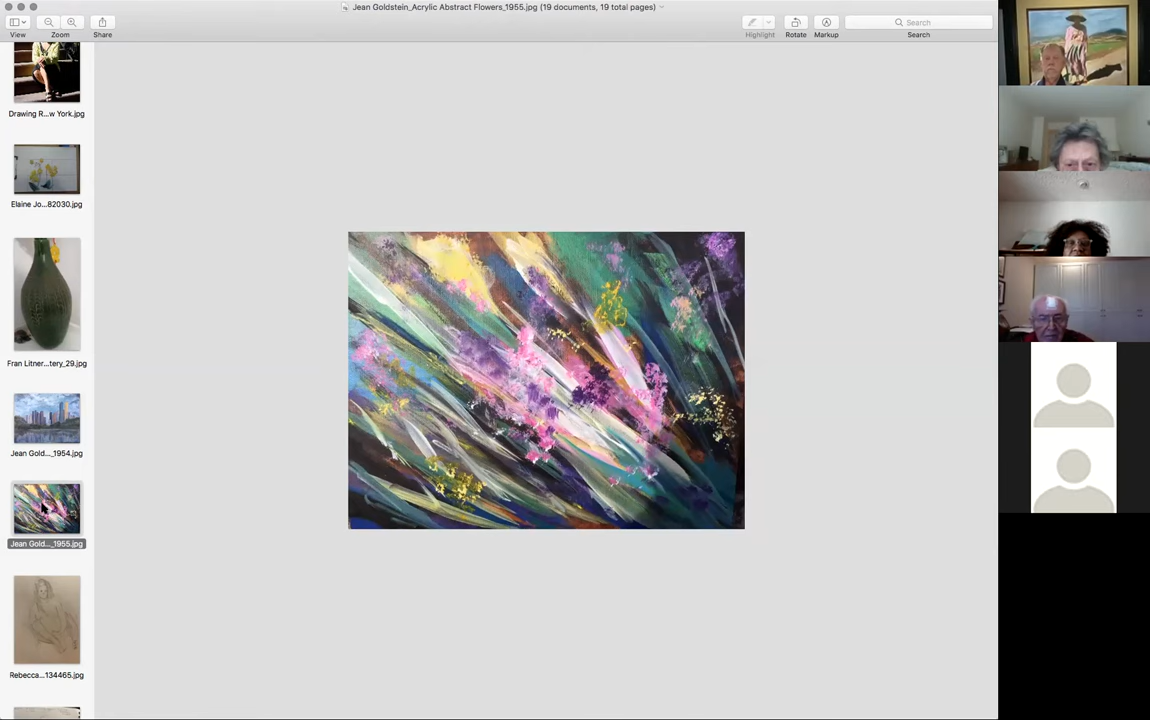 Jean Goldstein_Acrylic Abstract Flowers_1955.jpg (19 documents, 19 total pages)
View
Zoom
Share
Highlight
Rotate
Markup
Search
Search
Drawing R...w York.jpg
Elaine Jo...82030.jpg
Fran Litner...tery_29.jpg
Jean Gold..._1954.jpg
Jean Gold..._1955.jpg
Rebecca...134465.jpg